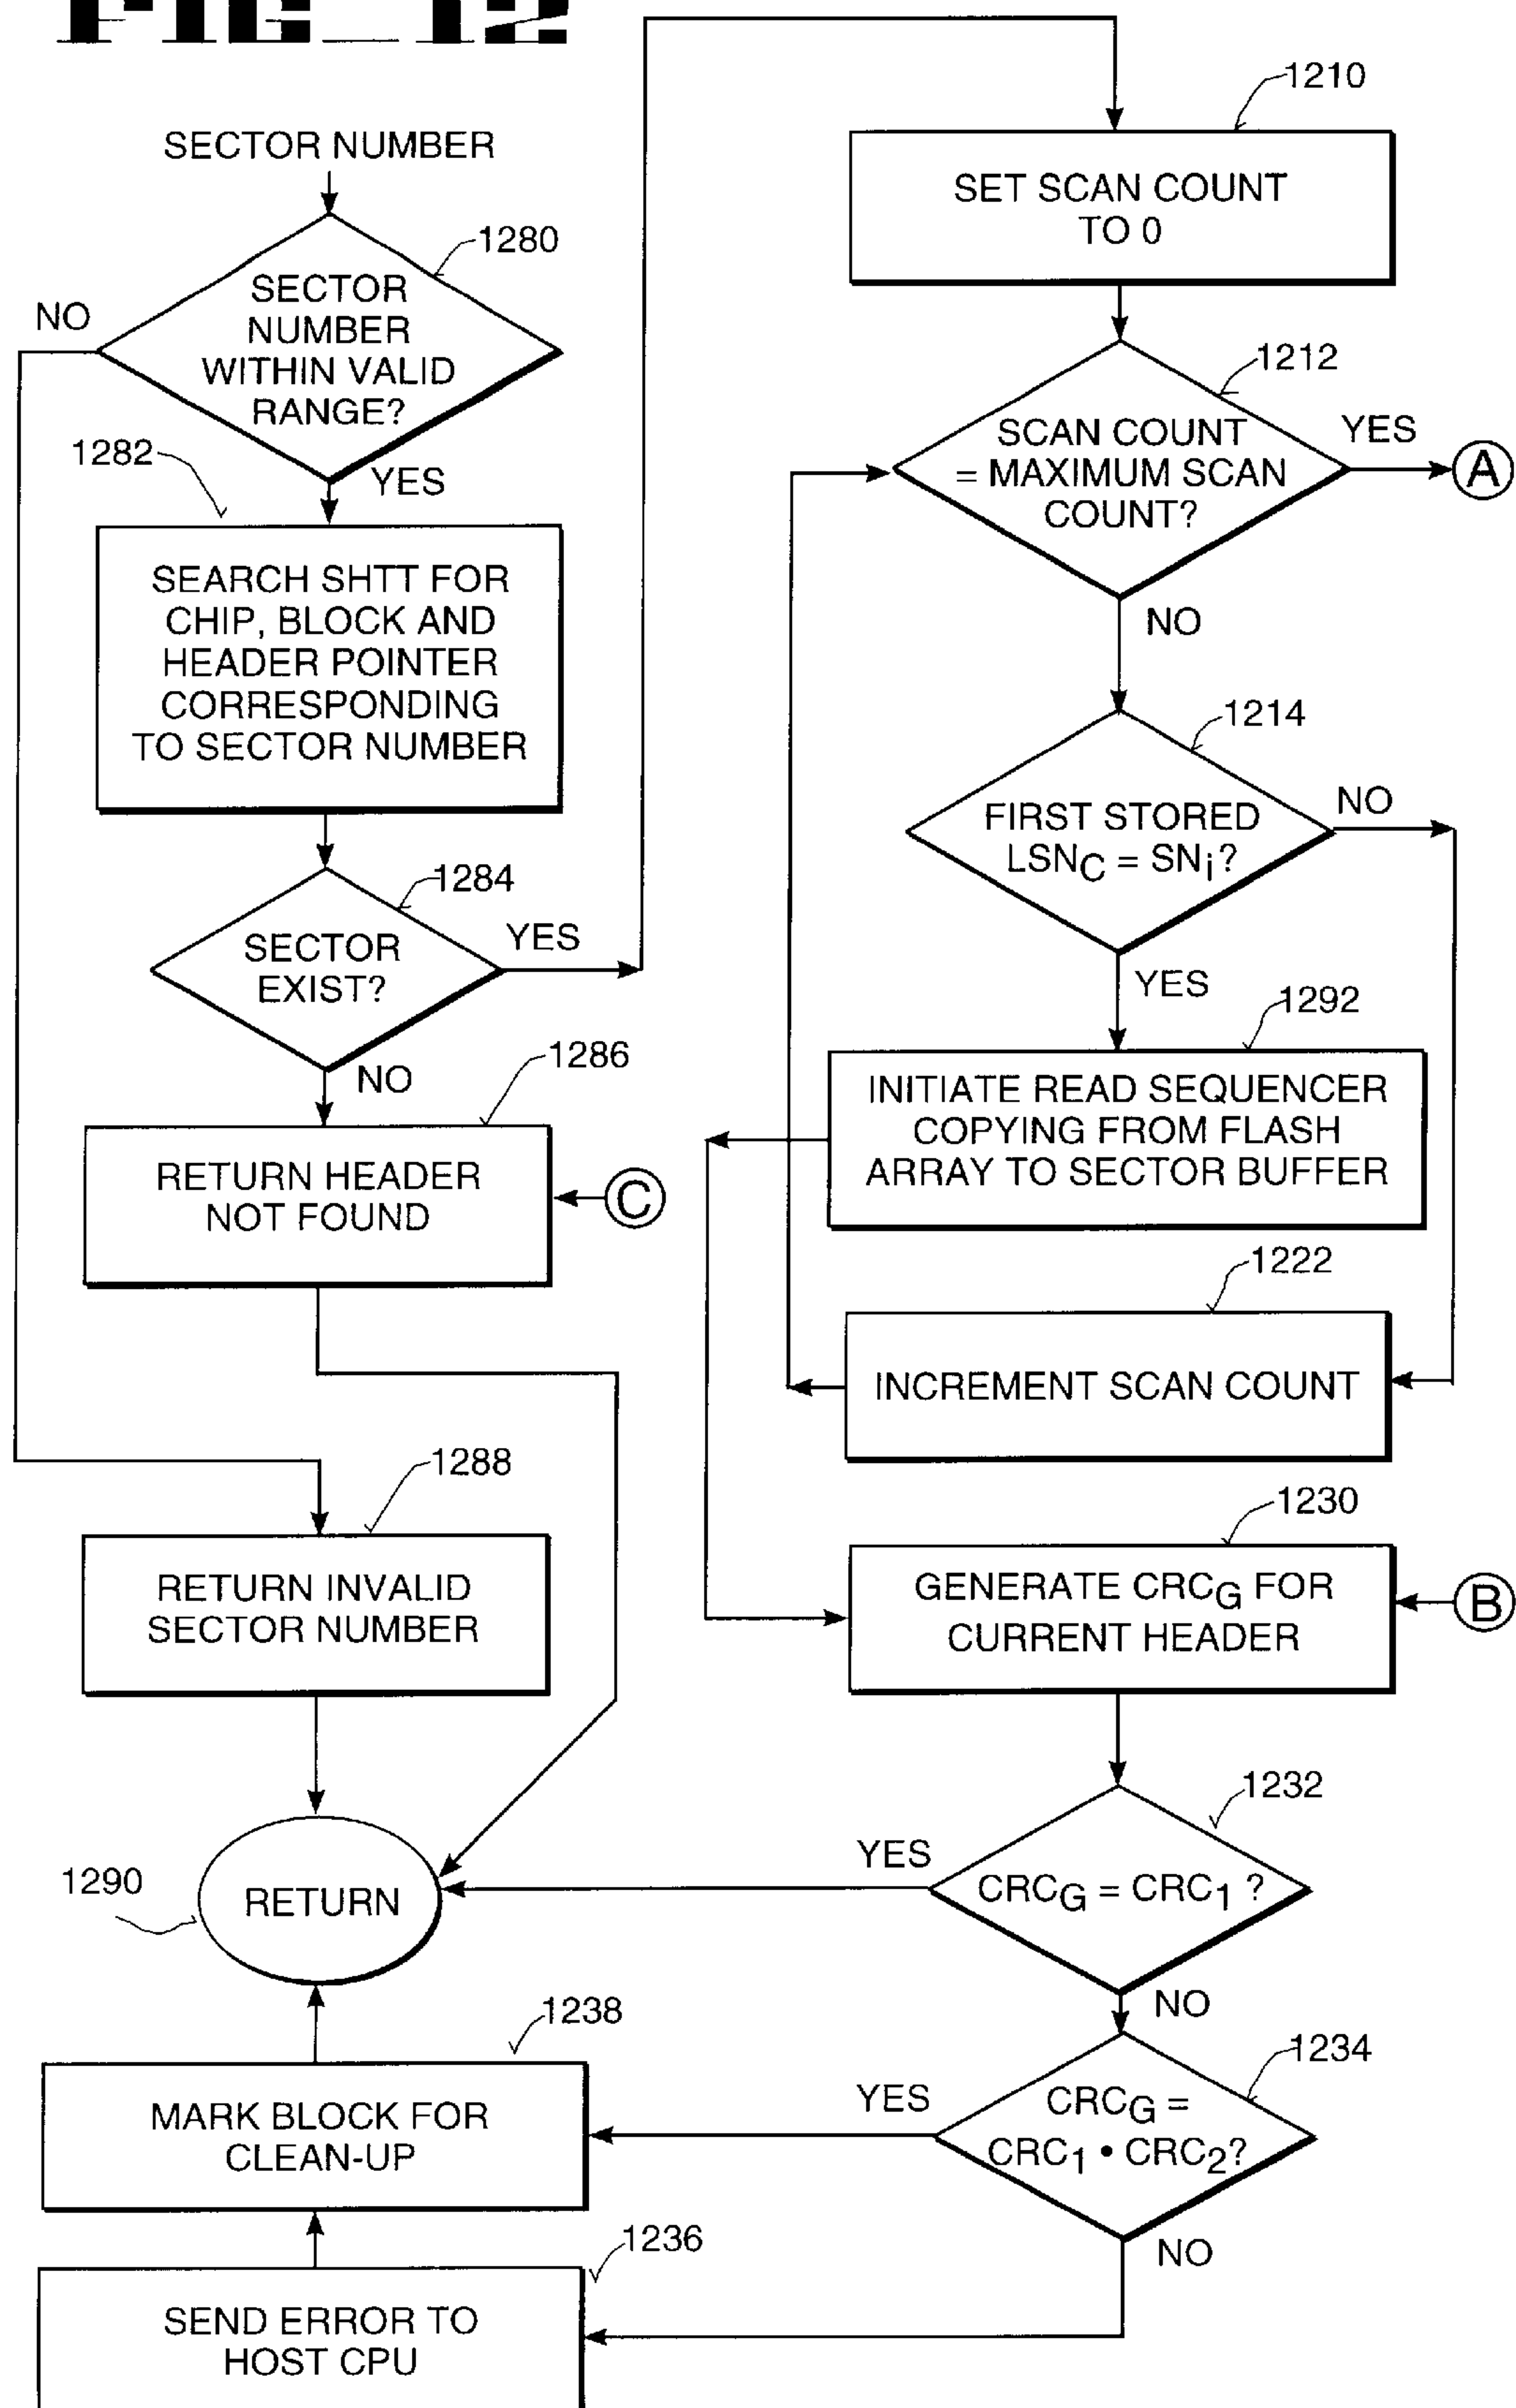 FIG_12
SECTOR NUMBER
1280
SECTOR
NUMBER
WITHIN VALID
RANGE?
NO
YES
1282
SEARCH SHTT FOR
CHIP, BLOCK AND
HEADER POINTER
CORRESPONDING
TO SECTOR NUMBER
1284
SECTOR
EXIST?
YES
NO
1286
RETURN HEADER
NOT FOUND
C
1288
RETURN INVALID
SECTOR NUMBER
1290
RETURN
1238
MARK BLOCK FOR
CLEAN-UP
1236
SEND ERROR TO
HOST CPU
1210
SET SCAN COUNT
TO 0
1212
SCAN COUNT
= MAXIMUM SCAN
COUNT?
YES
A
NO
1214
FIRST STORED
LSNC = SNi?
NO
YES
1292
INITIATE READ SEQUENCER
COPYING FROM FLASH
ARRAY TO SECTOR BUFFER
1222
INCREMENT SCAN COUNT
1230
GENERATE CRCG FOR
CURRENT HEADER
B
1232
CRCG = CRC1 ?
YES
NO
1234
CRCG =
CRC1 • CRC2?
YES
NO